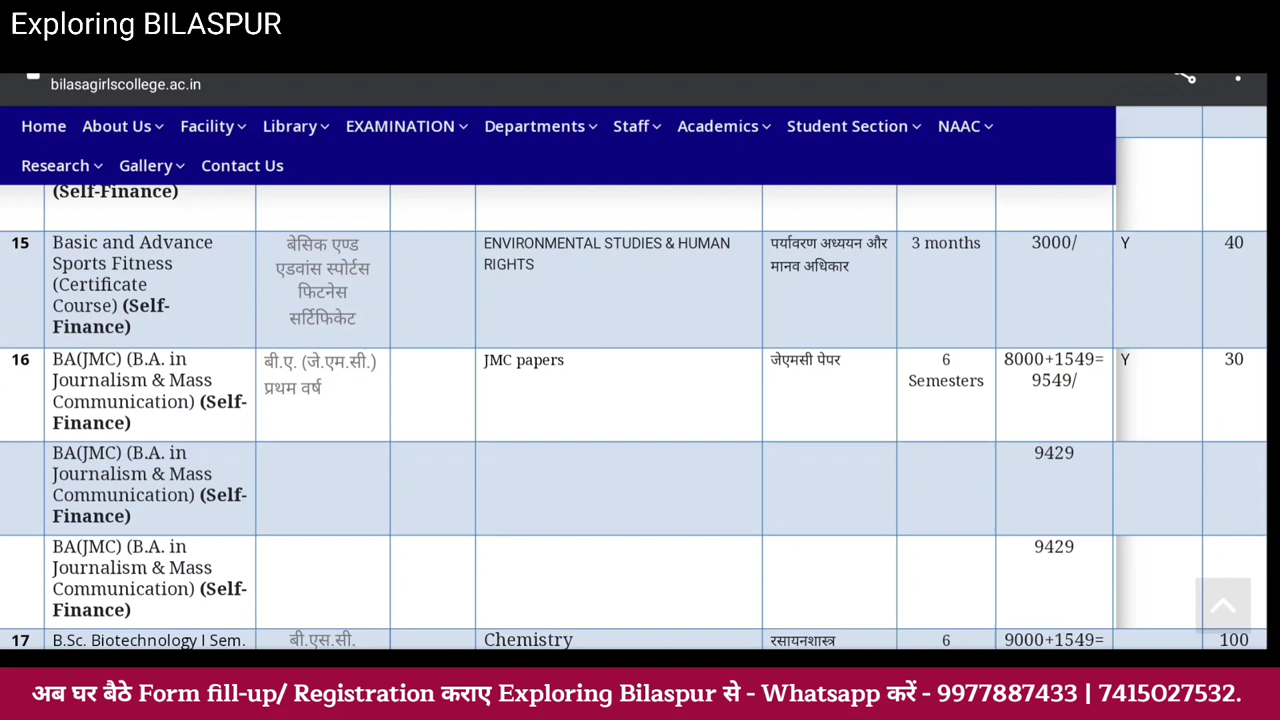 Exploring BILASPUR
bilasagirlscollege.ac.in
Home About Us Facility Library EXAMINATION Departments Staff Academics Student Section NAAC
Research Gallery Contact Us
(Self-Finance)
15 Basic and Advance बेसिक एण्ड ENVIRONMENTAL STUDIES & HUMAN पर्यावरण अध्ययन और 3 months 3000/ Y 40
Sports Fitness एडवांस स्पोर्टस RIGHTS मानव अधिकार
(Certificate फिटनेस
Course) (Self- सर्टिफिकेट
Finance)
16 BA(JMC) (B.A. in बी.ए. (जे.एम.सी.) JMC papers जेएमसी पेपर 6 8000+1549= Y 30
Journalism & Mass प्रथम वर्ष Semesters 9549/
Communication) (Self-
Finance)
BA(JMC) (B.A. in 9429
Journalism & Mass
Communication) (Self-
Finance)
BA(JMC) (B.A. in 9429
Journalism & Mass
Communication) (Self-
Finance)
17 B.Sc. Biotechnology I Sem. बी.एस.सी. Chemistry रसायनशास्त्र 6 9000+1549= 100
अब घर बैठे Form fill-up/ Registration कराए Exploring Bilaspur से - Whatsapp करें - 9977887433 | 7415027532.